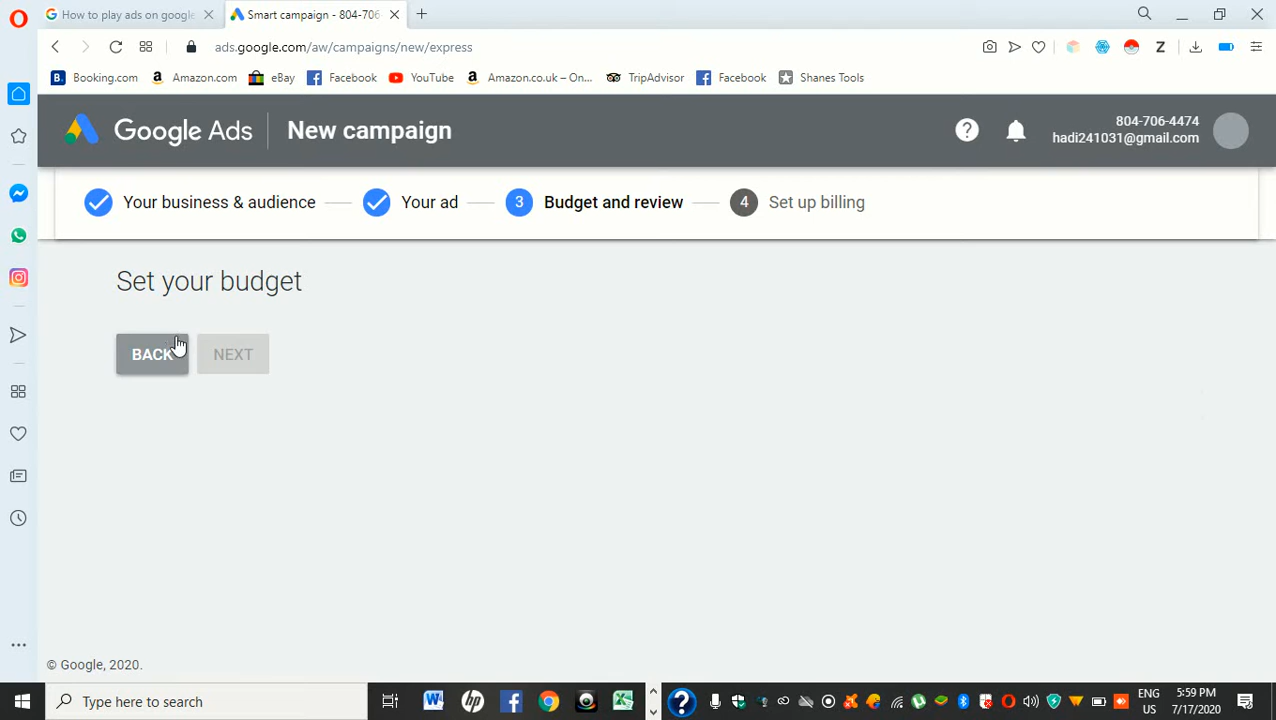 How to play ads on google
Smart campaign - 804-706
ads.google.com/aw/campaigns/new/express
Booking.com
Amazon.com
eBay
Facebook
YouTube
Amazon.co.uk – On...
TripAdvisor
Facebook
Shanes Tools
Google Ads
New campaign
804-706-4474
hadi241031@gmail.com
Your business & audience
Your ad
3 Budget and review
4 Set up billing
Set your budget
BACK
NEXT
© Google, 2020.
Type here to search
ENG
US
5:59 PM
7/17/2020